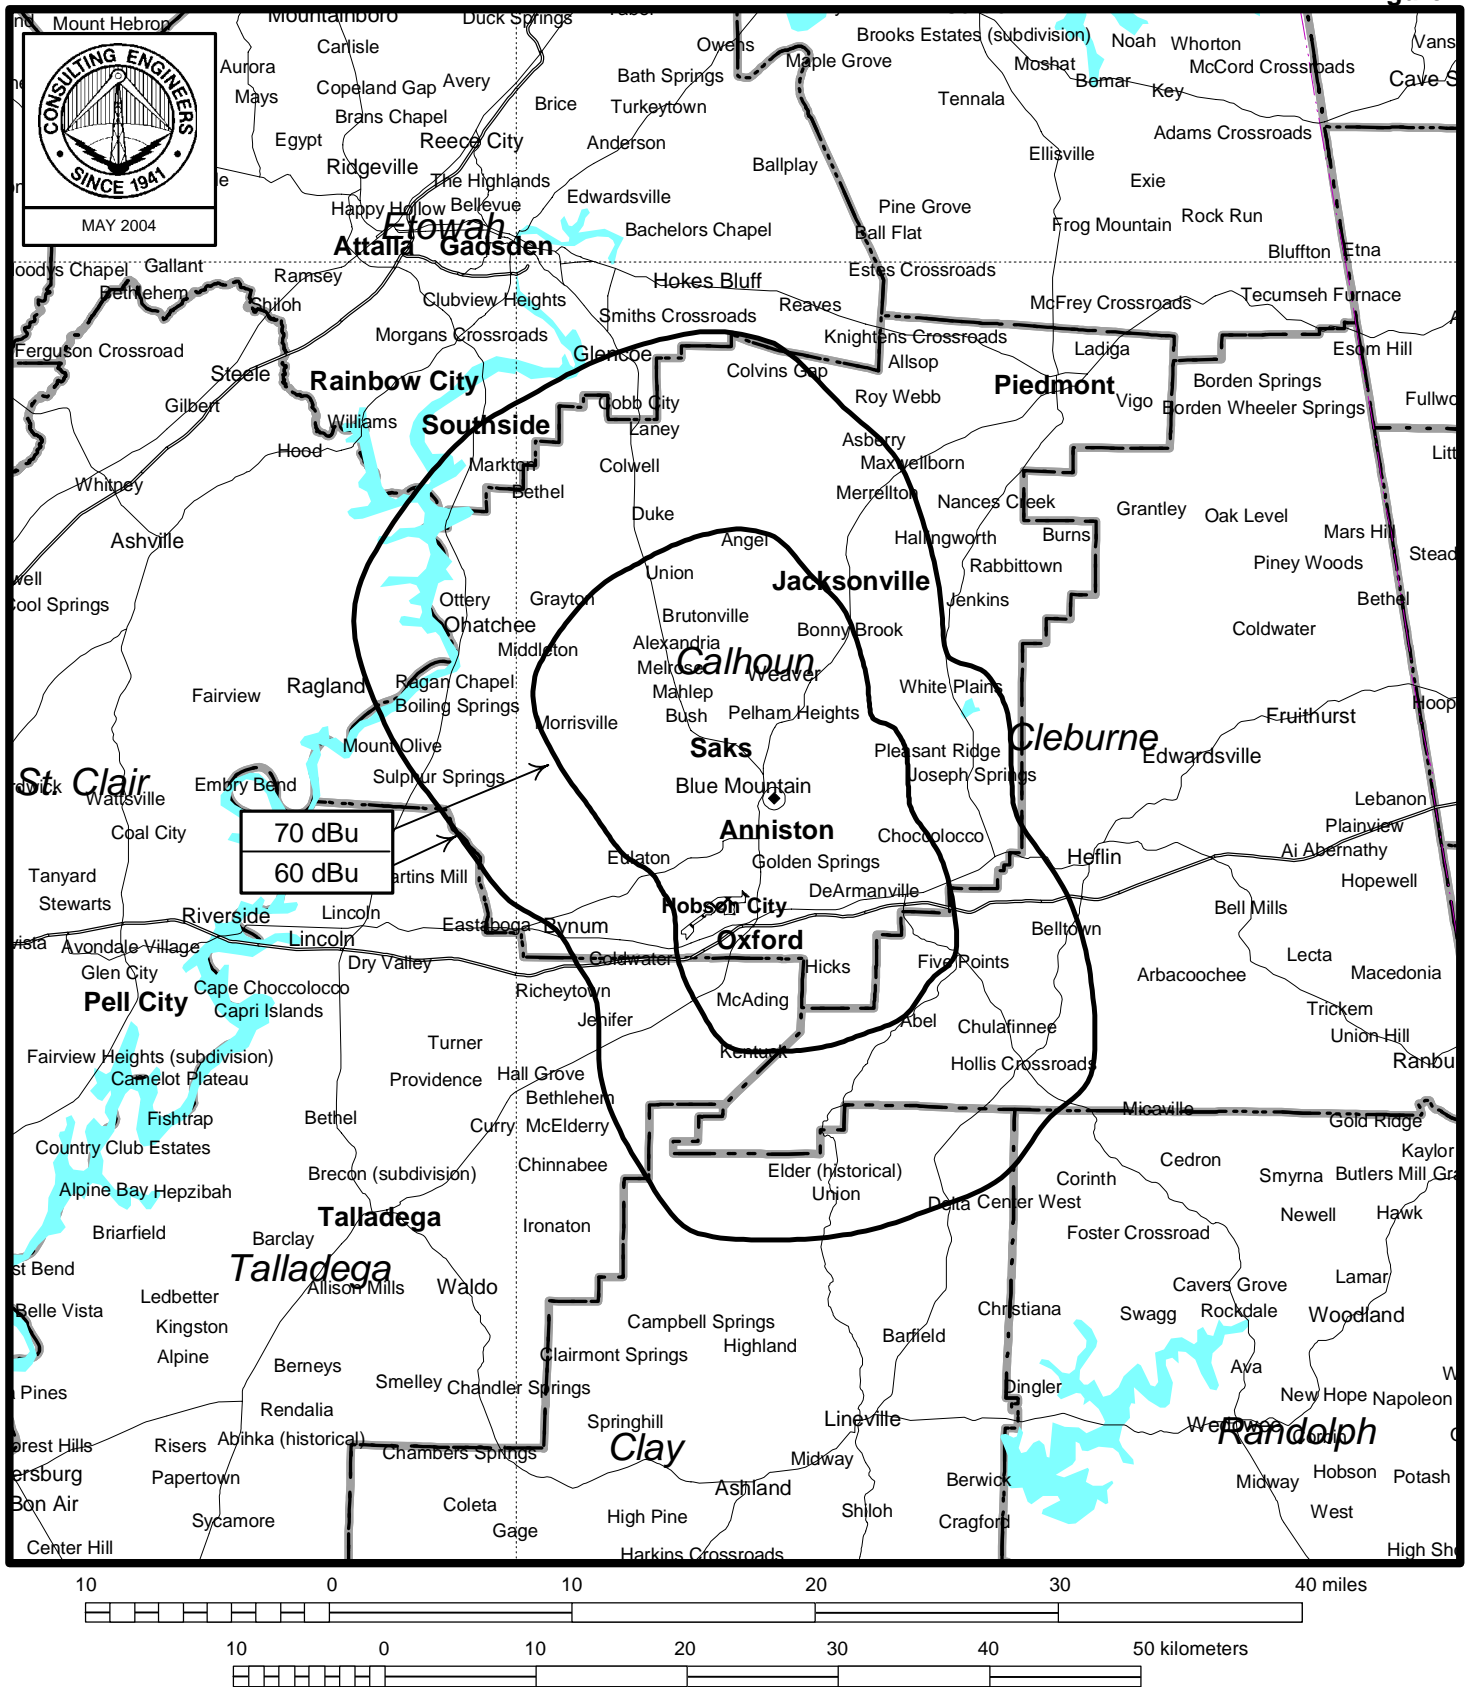 Mount Hebron
Mountainboro
Duck Springs
Carlisle
Owens
Brooks Estates (subdivision)
Noah
Whorton
Maple Grove
Moshat
McCord Crossroads
CONSULTING ENGINEERS
SINCE 1941
MAY 2004
Aurora
Mays
Copeland Gap
Avery
Bath Springs
Bomar
Key
Brans Chapel
Brice
Turkeytown
Tennala
Egypt
Reece City
Anderson
Adams Crossroads
Ridgeville
Ballplay
Ellisville
The Highlands
Exie
Happy Hollow
Bellevue
Edwardsville
Pine Grove
Rock Run
Etowah
Bachelors Chapel
Ball Flat
Frog Mountain
Attalla
Gadsden
Bluffton
Etna
Gallant
Ramsey
Hokes Bluff
Estes Crossroads
Bethlehem
Shiloh
Clubview Heights
Reaves
McFrey Crossroads
Tecumseh Furnace
Smiths Crossroads
Morgans Crossroads
Knightens Crossroads
Ferguson Crossroad
Glencoe
Allsop
Ladiga
Esom Hill
Steele
Rainbow City
Colvins Gap
Piedmont
Borden Springs
Gilbert
Cobb City
Roy Webb
Vigo
Borden Wheeler Springs
Williams
Southside
Laney
Hood
Asberry
Markton
Colwell
Maxwellborn
Whitney
Bethel
Merrellton
Nances Creek
Duke
Grantley
Oak Level
Ashville
Angel
Hallingworth
Burns
Mars Hill
Union
Jacksonville
Rabbittown
Piney Woods
Cool Springs
Ottery
Grayton
Jenkins
Bethel
Ohatchee
Brutonville
Bonny Brook
Coldwater
Middleton
Alexandria
Calhoun
Melrose
Weaver
Fairview
Ragland
Ragan Chapel
Mahlep
White Plains
Boiling Springs
Morrisville
Bush
Pelham Heights
Fruithurst
Mount Olive
Saks
Pleasant Ridge
Cleburne
Edwardsville
St. Clair
Sulphur Springs
Joseph Springs
Wattsville
Embry Bend
Blue Mountain
Lebanon
Coal City
70 dBu
60 dBu
Anniston
Choccolocco
Plainview
Eulaton
Golden Springs
Heflin
Ai
Abernathy
Tanyard
DeArmanville
Hopewell
Stewarts
Riverside
Lincoln
Hobson City
Bell Mills
Eastaboga
Bynum
Belltown
Avondale Village
Lincoln
Oxford
Glen City
Dry Valley
Coldwater
Hicks
Five Points
Arbacoochee
Lecta
Macedonia
Pell City
Cape Choccolocco
Richeytown
McAding
Capri Islands
Jenifer
Abel
Chulafinnee
Trickem
Turner
Union Hill
Fairview Heights (subdivision)
Kentuck
Hollis Crossroads
Camelot Plateau
Providence
Hall Grove
Bethlehem
Fishtrap
Bethel
Curry
McElderry
Micaville
Gold Ridge
Country Club Estates
Chinnabee
Cedron
Kaylor
Brecon (subdivision)
Elder (historical)
Corinth
Smyrna
Alpine Bay
Hepzibah
Union
Delta
Center West
Newell
Hawk
Briarfield
Talladega
Ironaton
Foster Crossroad
Barclay
Talladega
Allison Mills
Waldo
Cavers Grove
Lamar
Belle Vista
Ledbetter
Christiana
Swagg
Rockdale
Woodland
Kingston
Campbell Springs
Highland
Barfield
Alpine
Clairmont Springs
Berneys
Ava
Smelley
Chandler Springs
Dingler
New Hope
Napoleon
Rendalia
Springhill
Lineville
Wedowee
Randolph
Risers
Abihka (historical)
Chambers Springs
Clay
Midway
Papertown
Ashland
Berwick
Midway
Hobson
Potash
Bon Air
Coleta
High Pine
Shiloh
Cragford
West
Sycamore
Gage
Center Hill
Harkins Crossroads
10 0 10 20 30 40 miles
10 0 10 20 30 40 50 kilometers